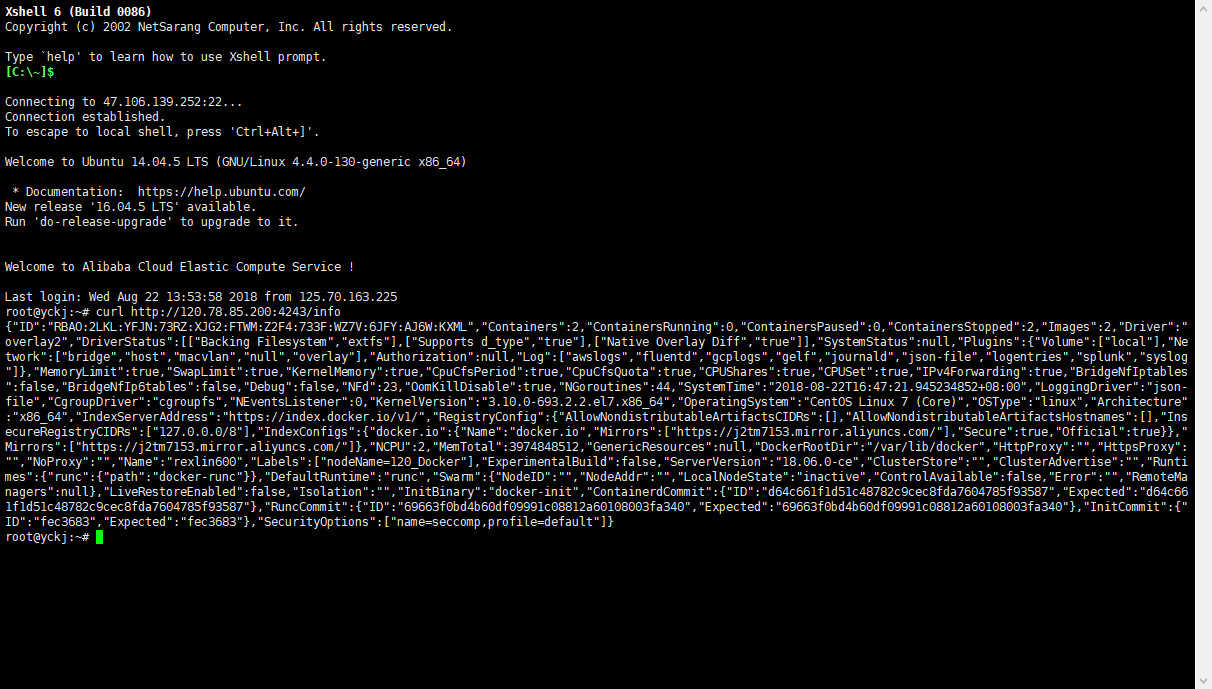 Xshell 6 (Build 0086)
Copyright (c) 2002 NetSarang Computer, Inc. All rights reserved.
Type `help' to learn how to use Xshell prompt.
[C:\~]$
Connecting to 47.106.139.252:22...
Connection established.
To escape to local shell, press 'Ctrl+Alt+]'.
Welcome to Ubuntu 14.04.5 LTS (GNU/Linux 4.4.0-130-generic x86_64)
* Documentation:  https://help.ubuntu.com/
New release '16.04.5 LTS' available.
Run 'do-release-upgrade' to upgrade to it.
Welcome to Alibaba Cloud Elastic Compute Service !
Last login: Wed Aug 22 13:53:58 2018 from 125.70.163.225
root@yckj:~# curl http://120.78.85.200:4243/info
{"ID":"RBAO:2LKL:YFJN:73RZ:XJG2:FTWM:Z2F4:733F:WZ7V:6JFY:AJ6W:KXML","Containers":2,"ContainersRunning":0,"ContainersPaused":0,"ContainersStopped":2,"Images":2,"Driver":"
overlay2","DriverStatus":[["Backing Filesystem","extfs"],["Supports d_type","true"],["Native Overlay Diff","true"]],"SystemStatus":null,"Plugins":{"Volume":["local"],"Ne
twork":["bridge","host","macvlan","null","overlay"],"Authorization":null,"Log":["awslogs","fluentd","gcplogs","gelf","journald","json-file","logentries","splunk","syslog
"]},"MemoryLimit":true,"SwapLimit":true,"KernelMemory":true,"CpuCfsPeriod":true,"CpuCfsQuota":true,"CPUShares":true,"CPUSet":true,"IPv4Forwarding":true,"BridgeNfIptables
":false,"BridgeNfIp6tables":false,"Debug":false,"NFd":23,"OomKillDisable":true,"NGoroutines":44,"SystemTime":"2018-08-22T16:47:21.945234852+08:00","LoggingDriver":"json-
file","CgroupDriver":"cgroupfs","NEventsListener":0,"KernelVersion":"3.10.0-693.2.2.el7.x86_64","OperatingSystem":"CentOS Linux 7 (Core)","OSType":"linux","Architecture"
:"x86_64","IndexServerAddress":"https://index.docker.io/v1/","RegistryConfig":{"AllowNondistributableArtifactsCIDRs":[],"AllowNondistributableArtifactsHostnames":[],"Ins
ecureRegistryCIDRs":["127.0.0.0/8"],"IndexConfigs":{"docker.io":{"Name":"docker.io","Mirrors":["https://j2tm7153.mirror.aliyuncs.com/"],"Secure":true,"Official":true}},"
Mirrors":["https://j2tm7153.mirror.aliyuncs.com/"]},"NCPU":2,"MemTotal":3974848512,"GenericResources":null,"DockerRootDir":"/var/lib/docker","HttpProxy":"","HttpsProxy":
"","NoProxy":"","Name":"rexlin600","Labels":["nodeName=120_Docker"],"ExperimentalBuild":false,"ServerVersion":"18.06.0-ce","ClusterStore":"","ClusterAdvertise":"","Runti
mes":{"runc":{"path":"docker-runc"}},"DefaultRuntime":"runc","Swarm":{"NodeID":"","NodeAddr":"","LocalNodeState":"inactive","ControlAvailable":false,"Error":"","RemoteMa
nagers":null},"LiveRestoreEnabled":false,"Isolation":"","InitBinary":"docker-init","ContainerdCommit":{"ID":"d64c661f1d51c48782c9cec8fda7604785f93587","Expected":"d64c66
1f1d51c48782c9cec8fda7604785f93587"},"RuncCommit":{"ID":"69663f0bd4b60df09991c08812a60108003fa340","Expected":"69663f0bd4b60df09991c08812a60108003fa340"},"InitCommit":{"
ID":"fec3683","Expected":"fec3683"},"SecurityOptions":["name=seccomp,profile=default"]}
root@yckj:~#